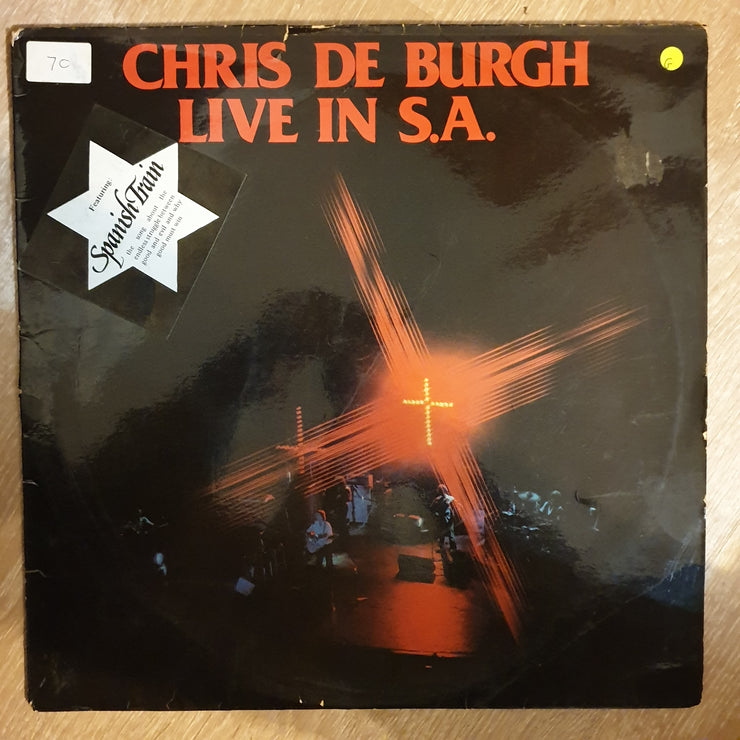 70
CHRIS DE BURGH
LIVE IN S.A.
G
Featuring:
Spanish Train
the song about the
endless struggle between
good and evil and why
good must win